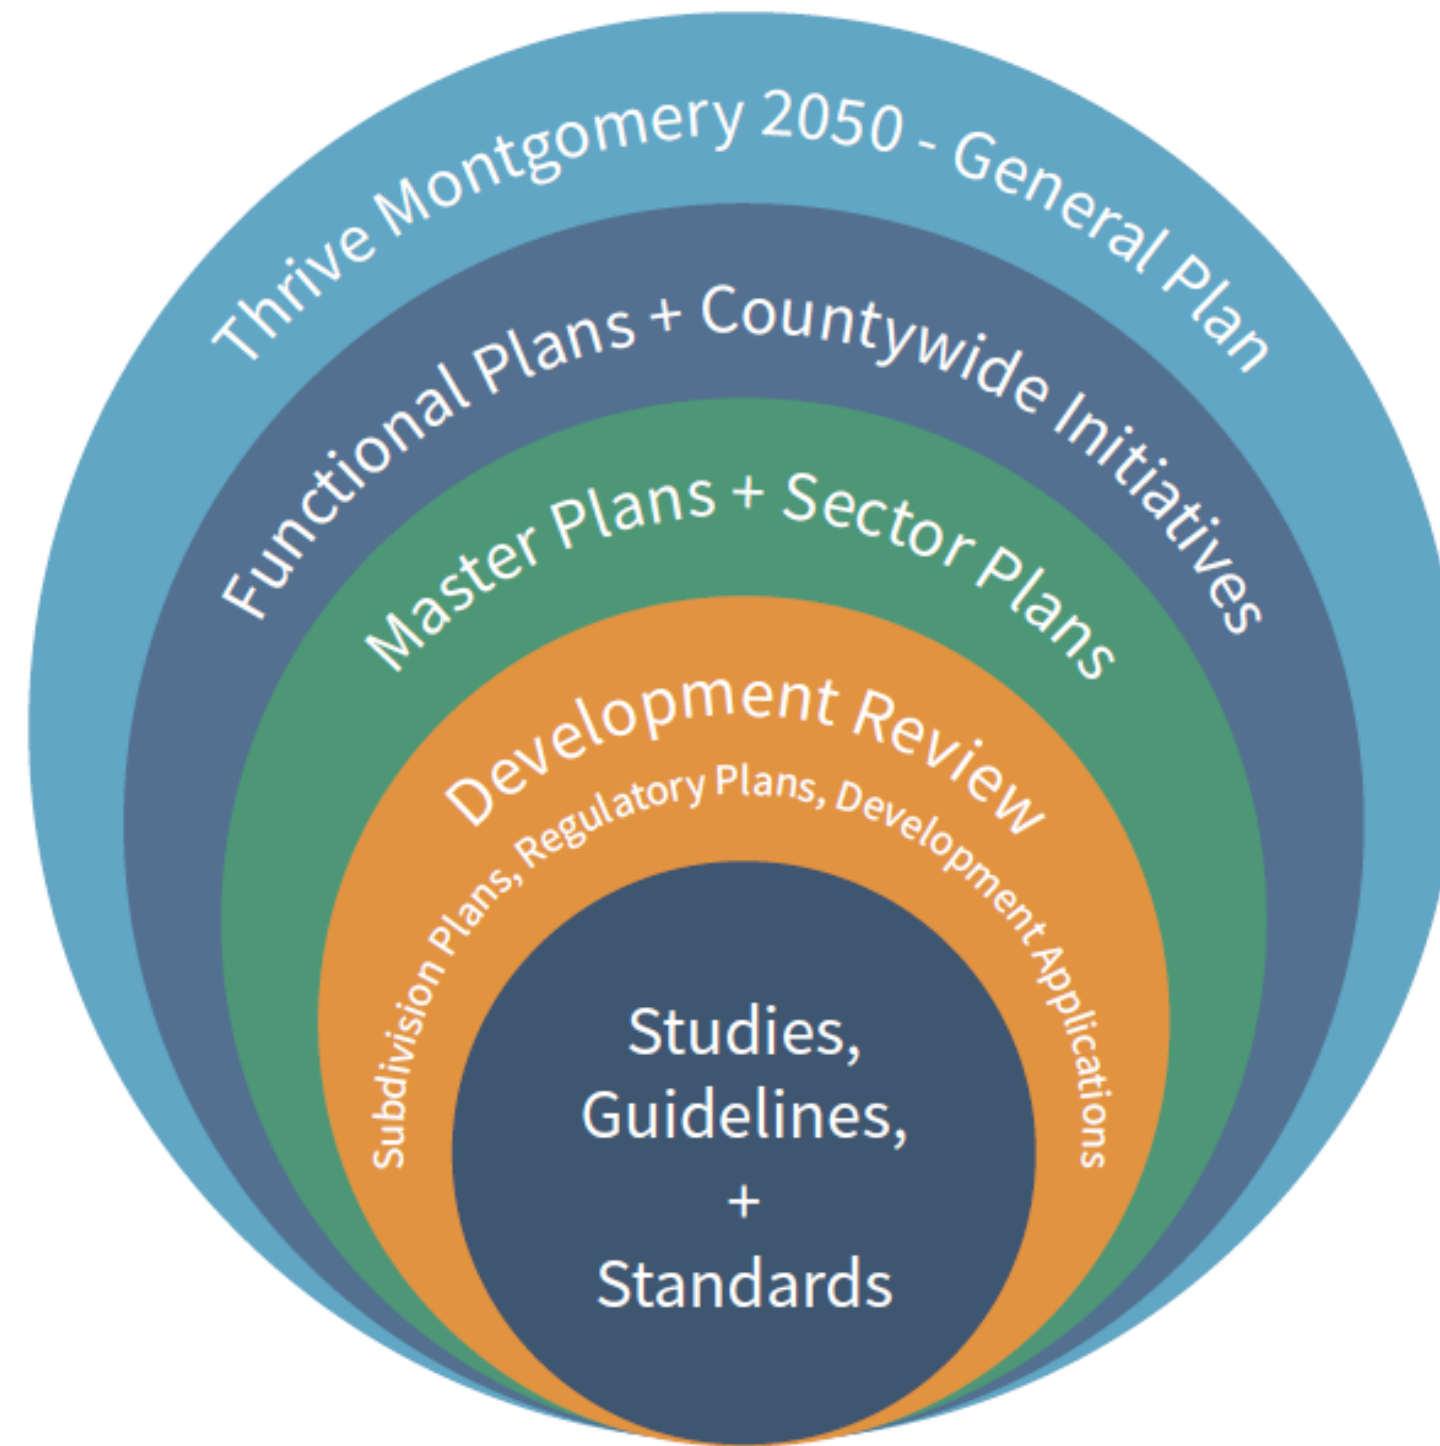 Thrive Montgomery 2050 - General Plan
Functional Plans + Countywide Initiatives
Master Plans + Sector Plans
Development Review
Subdivision Plans, Regulatory Plans, Development Applications
Studies,
Guidelines,
+
Standards